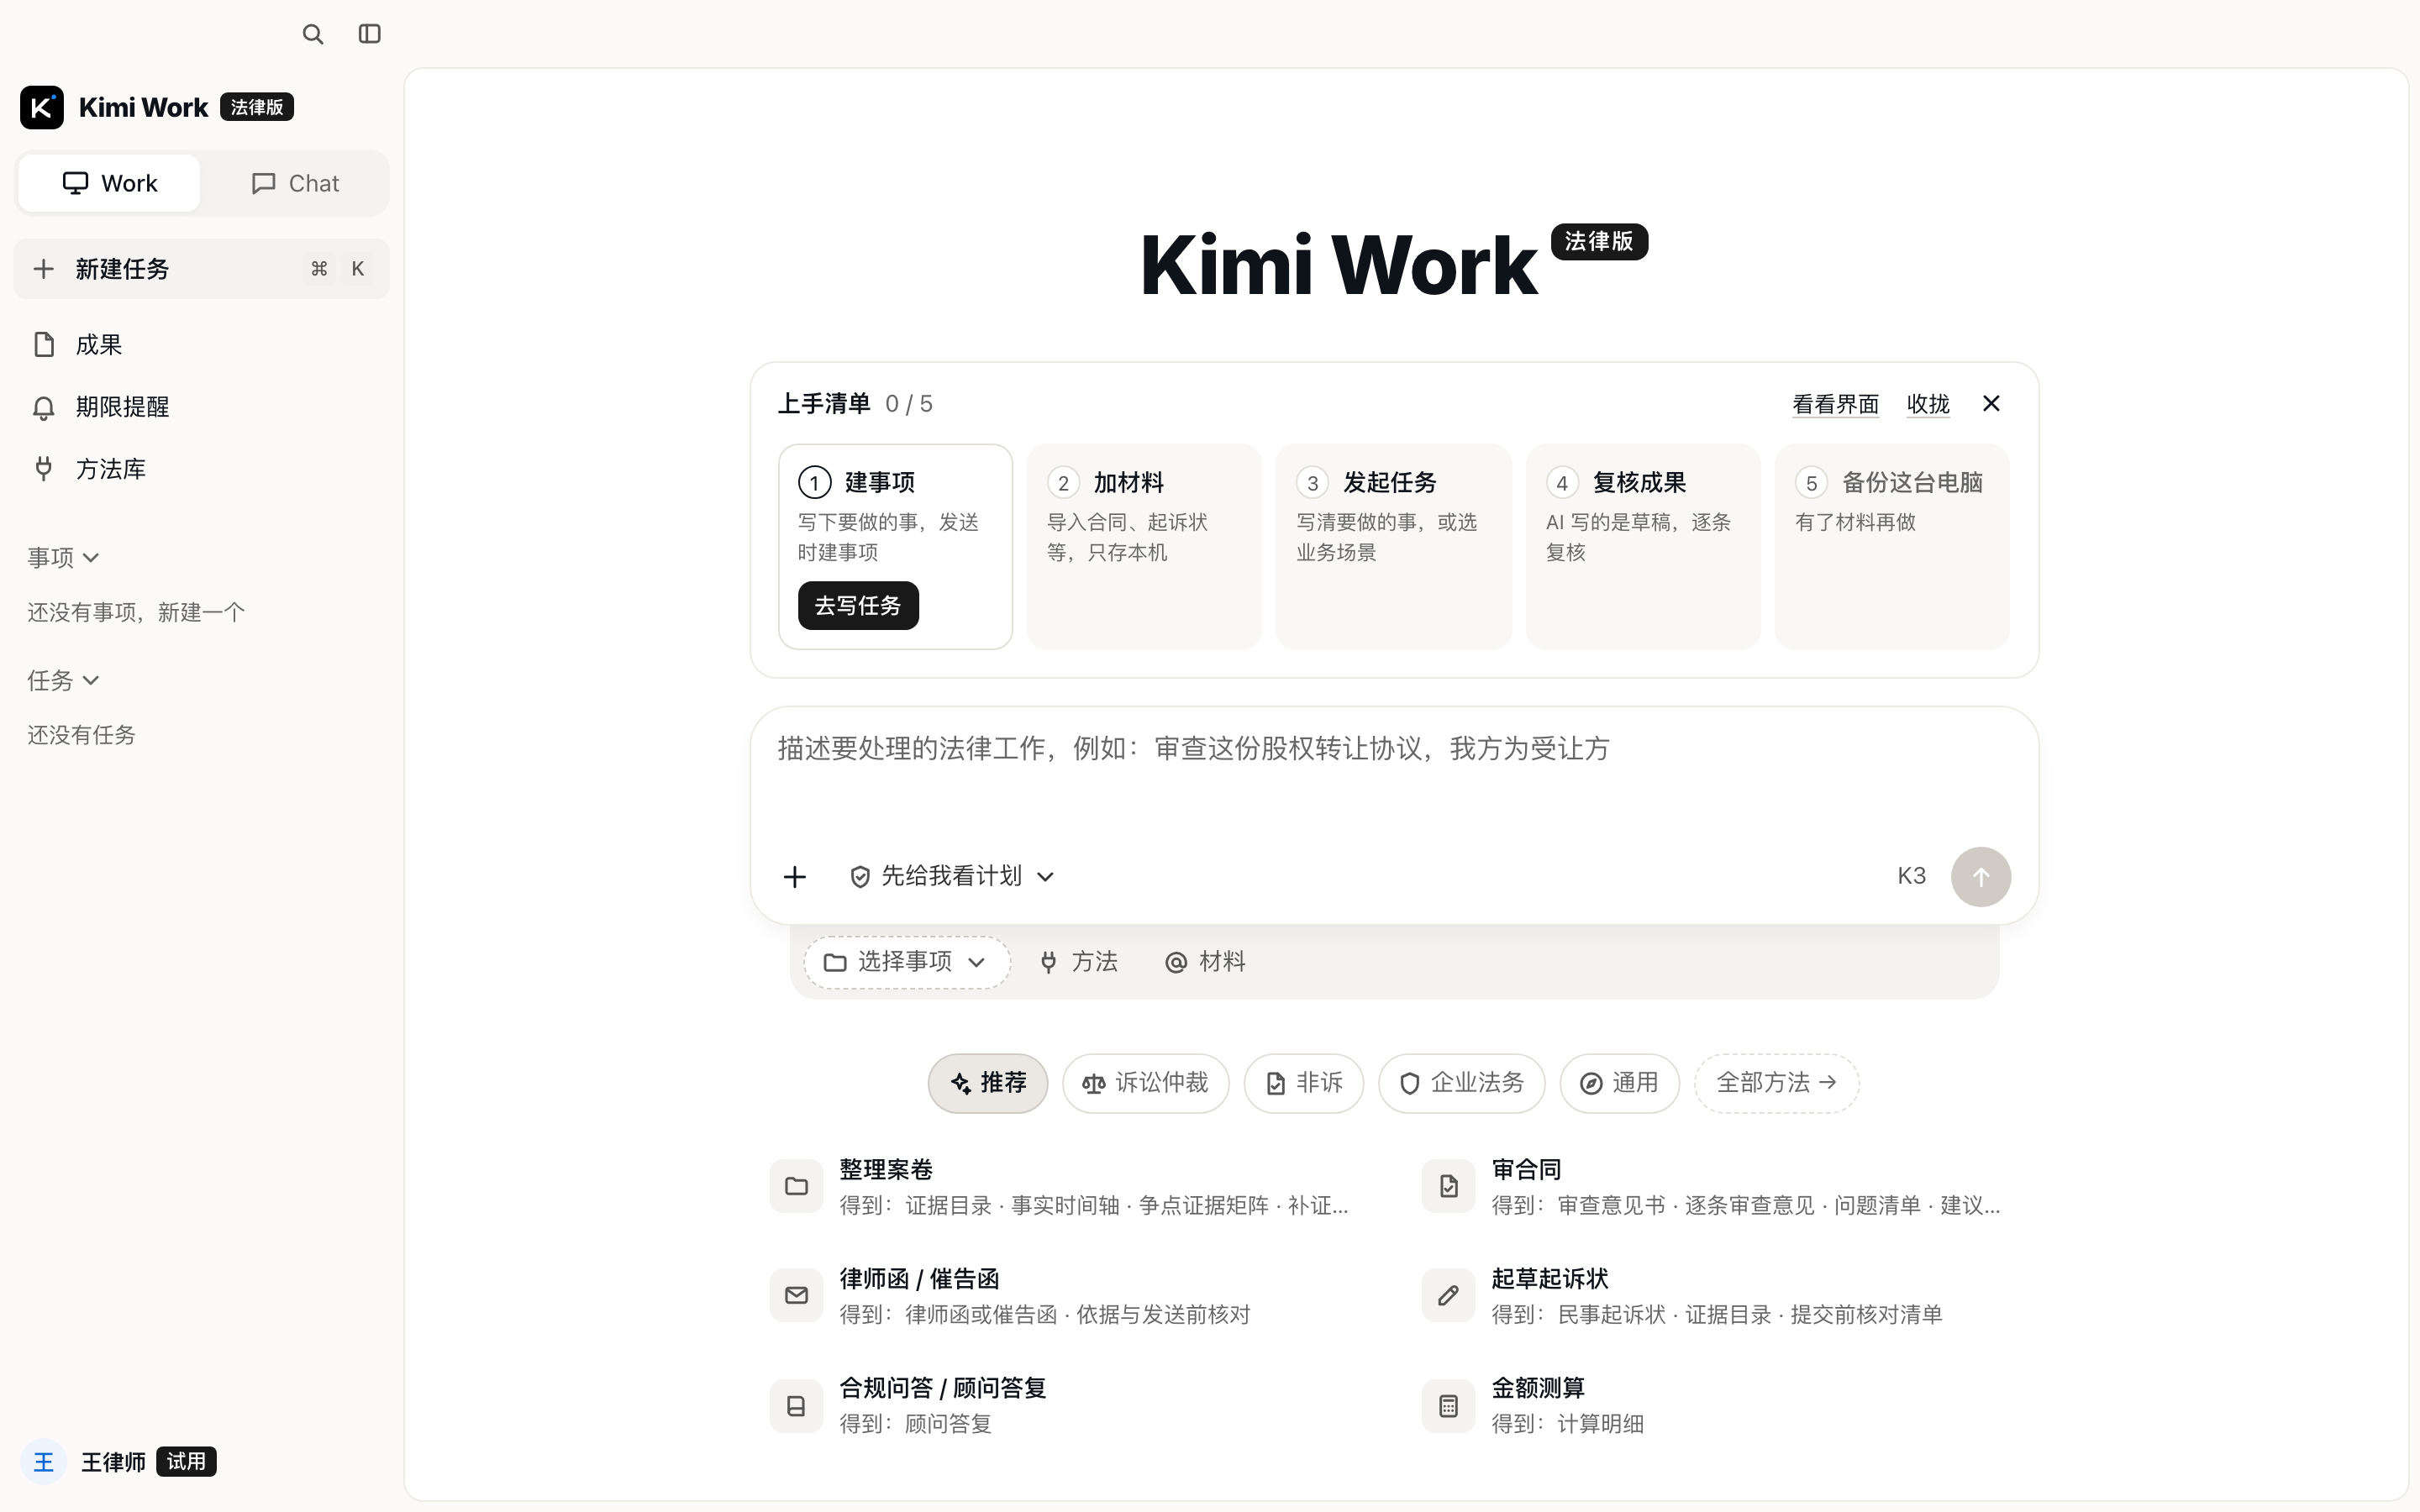 Kimi Work 法律版
Work
Chat
新建任务 ⌘ K
成果
期限提醒
方法库
事项
还没有事项，新建一个
任务
还没有任务
王 王律师 试用
Kimi Work 法律版
上手清单 0 / 5
看看界面 收拢
1 建事项
写下要做的事，发送
时建事项
去写任务
2 加材料
导入合同、起诉状
等，只存本机
3 发起任务
写清要做的事，或选
业务场景
4 复核成果
AI 写的是草稿，逐条
复核
5 备份这台电脑
有了材料再做
描述要处理的法律工作，例如：审查这份股权转让协议，我方为受让方
先给我看计划
K3
选择事项 方法 材料
推荐 诉讼仲裁 非诉 企业法务 通用 全部方法 →
整理案卷
得到：证据目录 · 事实时间轴 · 争点证据矩阵 · 补证...
审合同
得到：审查意见书 · 逐条审查意见 · 问题清单 · 建议...
律师函 / 催告函
得到：律师函或催告函 · 依据与发送前核对
起草起诉状
得到：民事起诉状 · 证据目录 · 提交前核对清单
合规问答 / 顾问答复
得到：顾问答复
金额测算
得到：计算明细